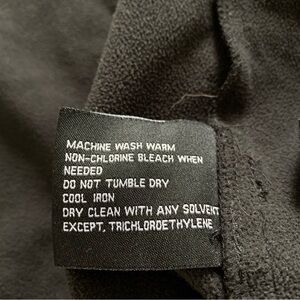 MACHINE WASH WARM
NON-CHLORINE BLEACH WHEN
NEEDED
DO NOT TUMBLE DRY
COOL IRON
DRY CLEAN WITH ANY SOLVENT
EXCEPT, TRICHLOROETHYLENE